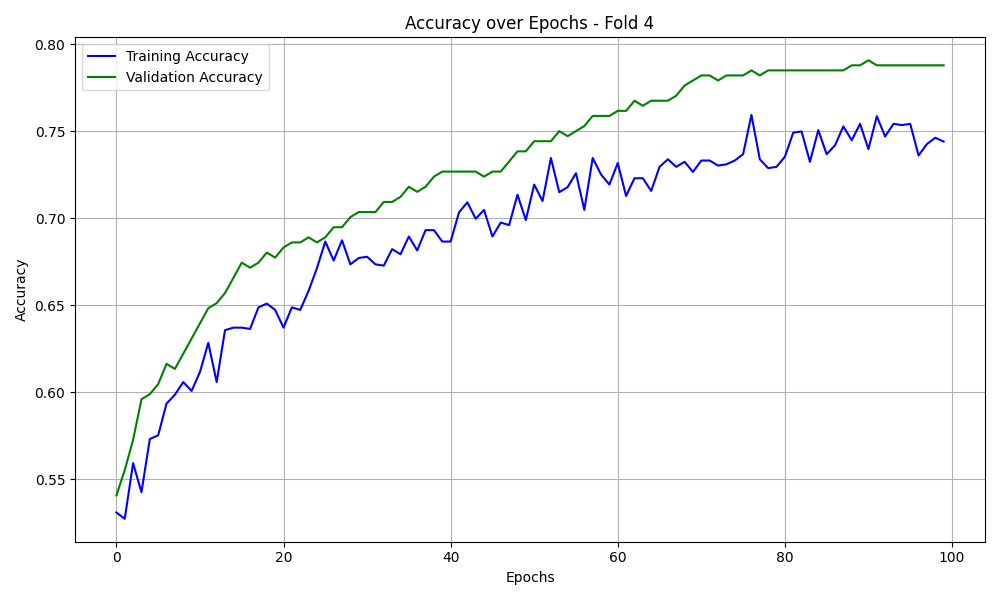 Accuracy over Epochs - Fold 4
Training Accuracy
Validation Accuracy
Accuracy
0.80
0.75
0.70
0.65
0.60
0.55
0 20 40 60 80 100
Epochs